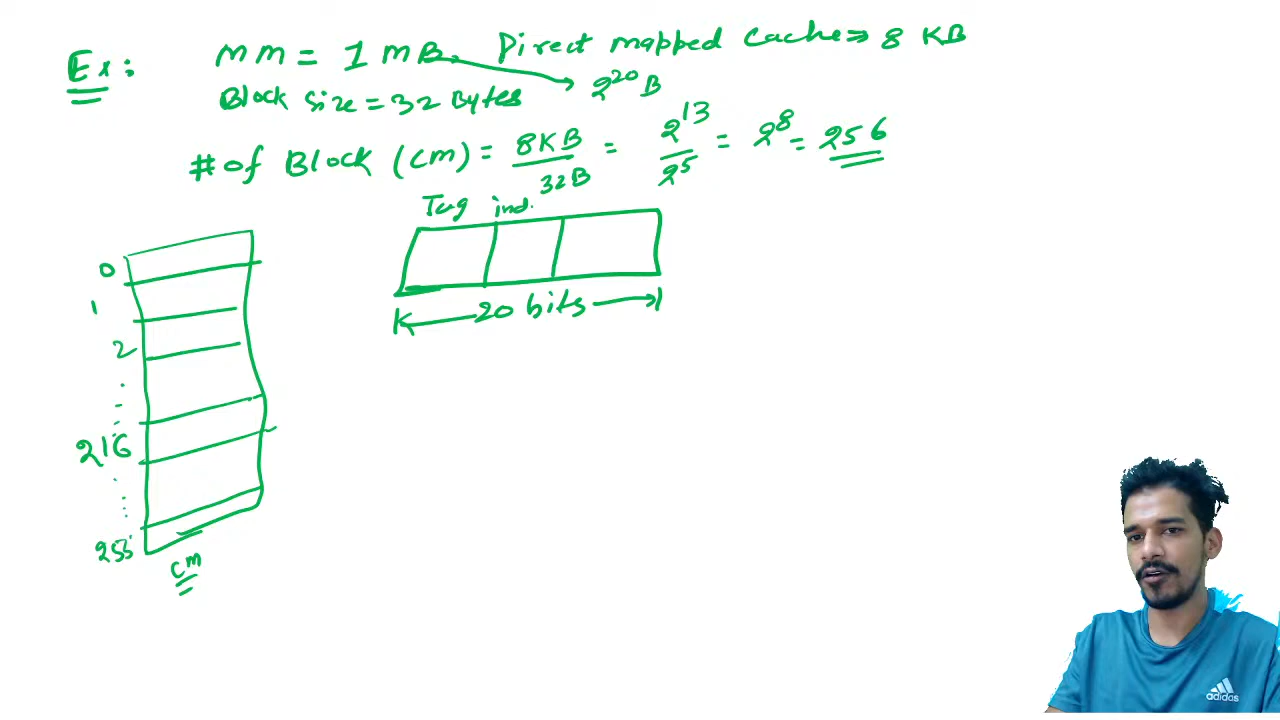 Ex: MM = 1 MB, Direct mapped Cache ⇒ 8 KB
Block Size = 32 Bytes → 2^20 B
# of Block (CM) = 8KB / 32B = 2^13 / 2^5 = 2^8 = 256
Tag ind.
20 bits
0
1
2
216
255
CM
adidas